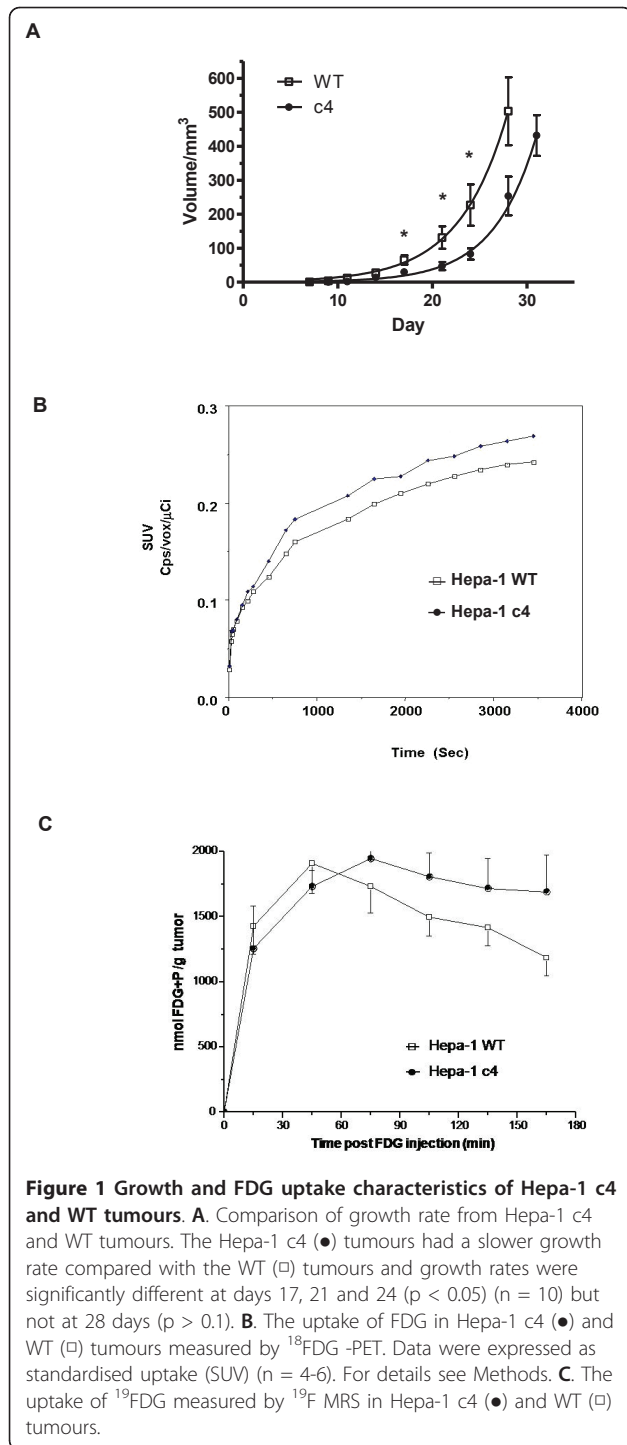 A
WT
c4
600
500
400
300
200
100
0
Volume/mm³
* * *
0 10 20 30
Day
B
0.3
0.2
0.1
0.0
SUV
Cps/vox/µCi
Hepa-1 WT
Hepa-1 c4
0 1000 2000 3000 4000
Time (Sec)
C
2000
1500
1000
500
0
nmol FDG+P /g tumor
Hepa-1 WT
Hepa-1 c4
0 30 60 90 120 150 180
Time post FDG injection (min)
Figure 1 Growth and FDG uptake characteristics of Hepa-1 c4
and WT tumours. A. Comparison of growth rate from Hepa-1 c4
and WT tumours. The Hepa-1 c4 (●) tumours had a slower growth
rate compared with the WT (□) tumours and growth rates were
significantly different at days 17, 21 and 24 (p < 0.05) (n = 10) but
not at 28 days (p > 0.1). B. The uptake of FDG in Hepa-1 c4 (●) and
WT (□) tumours measured by ¹⁸FDG -PET. Data were expressed as
standardised uptake (SUV) (n = 4-6). For details see Methods. C. The
uptake of ¹⁹FDG measured by ¹⁹F MRS in Hepa-1 c4 (●) and WT (□)
tumours.